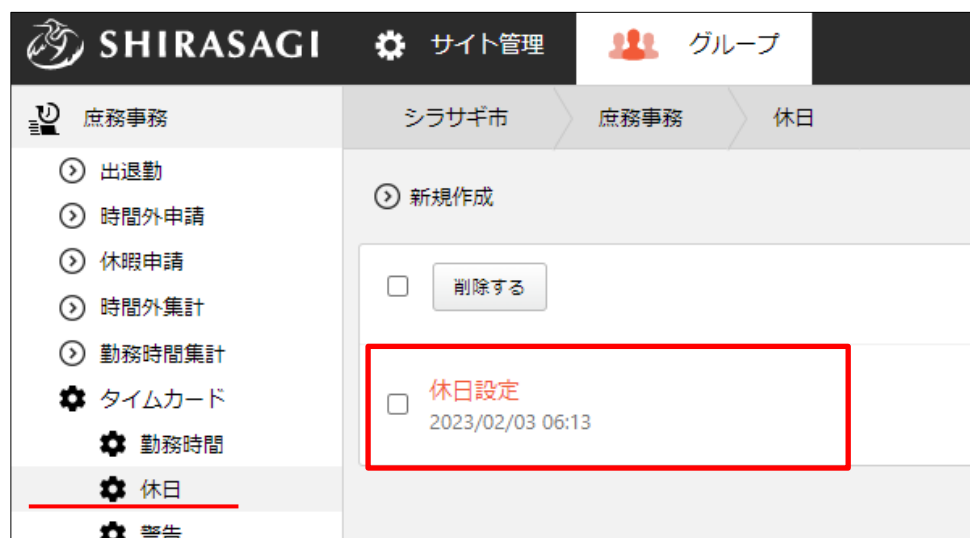 SHIRASAGI
サイト管理
グループ
庶務事務
出退勤
時間外申請
休暇申請
時間外集計
勤務時間集計
タイムカード
勤務時間
休日
警告
シラサギ市
庶務事務
休日
新規作成
削除する
休日設定
2023/02/03 06:13